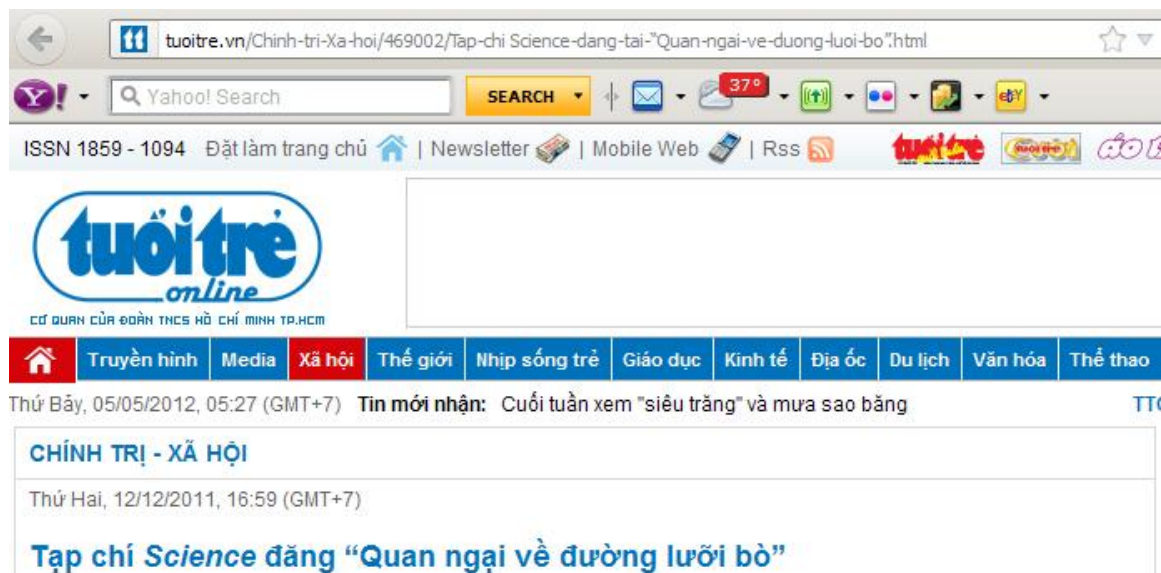 tuoitre.vn/Chinh-tri-Xa-hoi/469002/Tap-chi Science-dang-tai-"Quan-ngai-ve-duong-luoi-bo".html
Y! Yahoo! Search SEARCH 37° ebY
ISSN 1859 - 1094 Đặt làm trang chủ | Newsletter | Mobile Web | Rss tuổi trẻ
tuổi trẻ
online
CƠ QUAN CỦA ĐOÀN TNCS HỒ CHÍ MINH TP.HCM
Truyền hình Media Xã hội Thế giới Nhịp sống trẻ Giáo dục Kinh tế Địa ốc Du lịch Văn hóa Thể thao
Thứ Bảy, 05/05/2012, 05:27 (GMT+7) Tin mới nhận: Cuối tuần xem "siêu trăng" và mưa sao băng
CHÍNH TRỊ - XÃ HỘI
Thứ Hai, 12/12/2011, 16:59 (GMT+7)
Tạp chí Science đăng “Quan ngại về đường lưỡi bò”